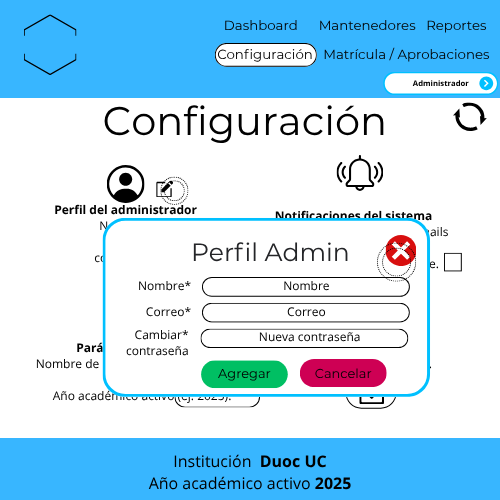 Dashboard Mantenedores Reportes
Configuración Matrícula / Aprobaciones
Administrador
Configuración
Perfil del administrador
Notificaciones del sistema
Perfil Admin
Nombre* Nombre
Correo* Correo
Cambiar* Nueva contraseña
contraseña
Agregar Cancelar
Nombre de
Año académico activo(ej: 2025).
Institución Duoc UC
Año académico activo 2025